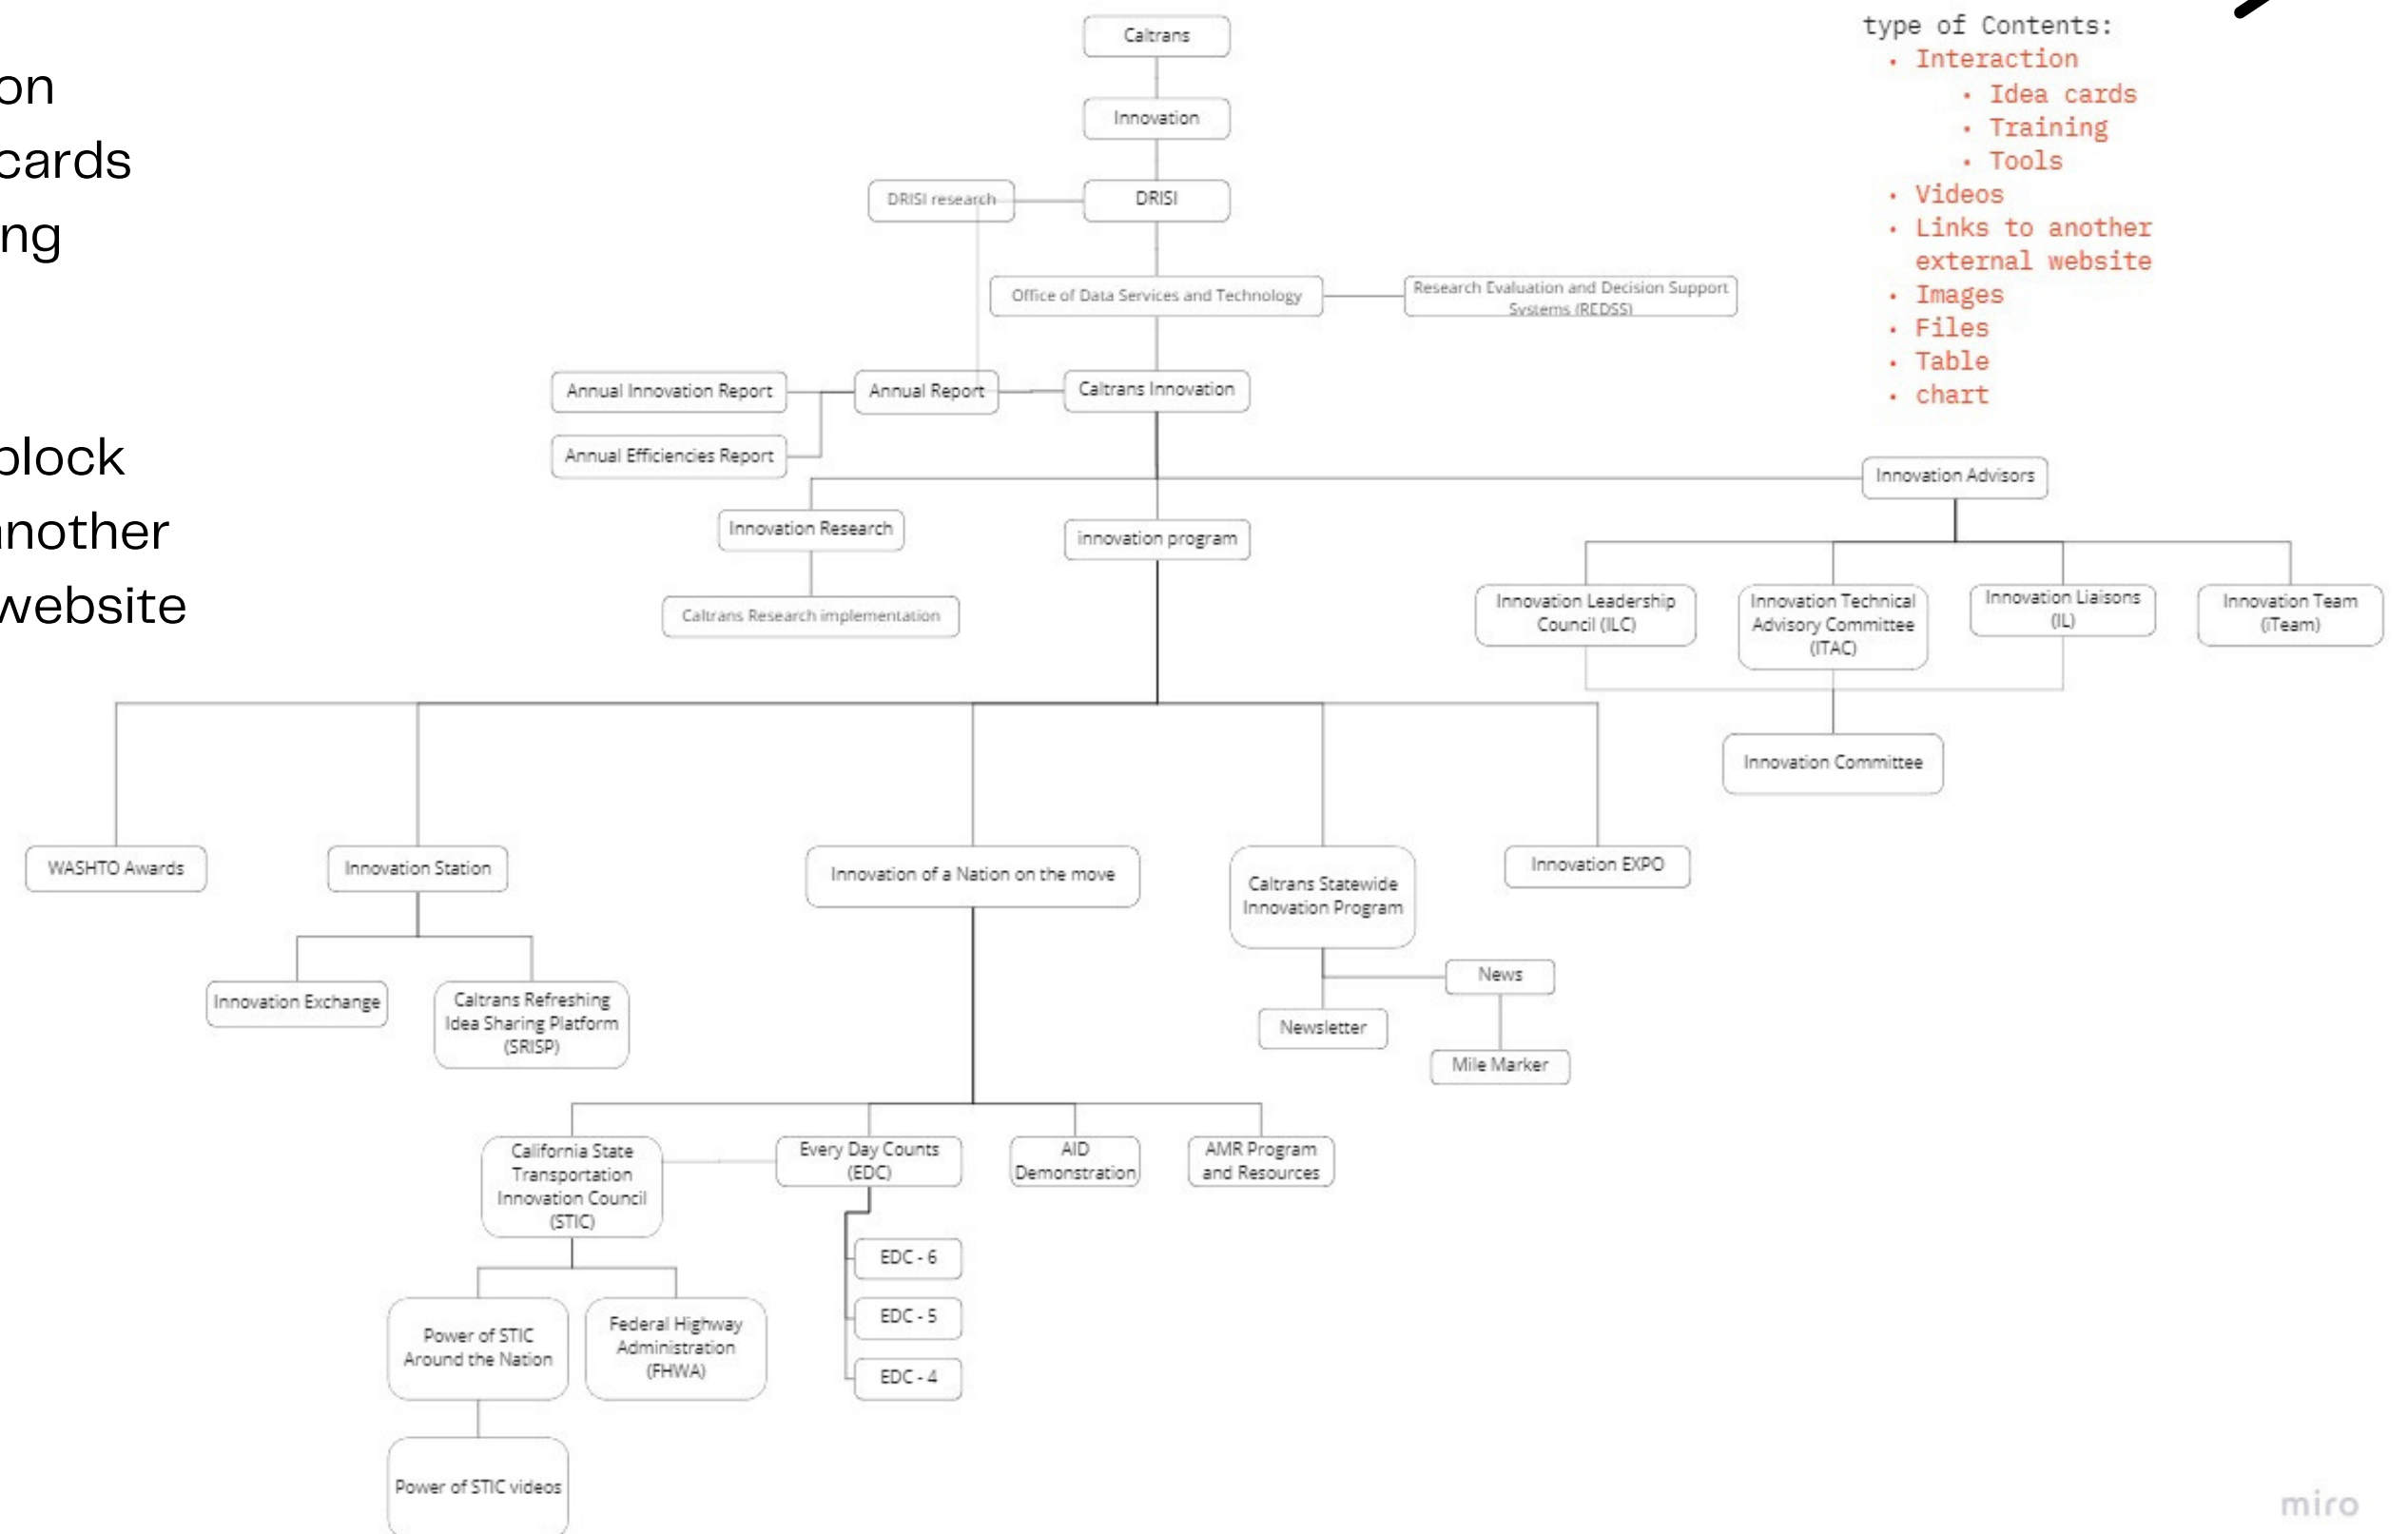 on
cards
ng
block
another
website
type of Contents:
Interaction
Idea cards
Training
Tools
Videos
Links to another
external website
Images
Files
Table
chart
Caltrans
Innovation
DRISI research
DRISI
Office of Data Services and Technology
Research Evaluation and Decision Support
Systems (REDSS)
Annual Innovation Report
Annual Report
Caltrans Innovation
Annual Efficiencies Report
Innovation Advisors
Innovation Research
innovation program
Caltrans Research implementation
Innovation Leadership
Council (ILC)
Innovation Technical
Advisory Committee
(ITAC)
Innovation Liaisons
(IL)
Innovation Team
(iTeam)
Innovation Committee
WASHTO Awards
Innovation Station
Innovation of a Nation on the move
Caltrans Statewide
Innovation Program
Innovation EXPO
Innovation Exchange
Caltrans Refreshing
Idea Sharing Platform
(SRISP)
News
Newsletter
Mile Marker
California State
Transportation
Innovation Council
(STIC)
Every Day Counts
(EDC)
AID
Demonstration
AMR Program
and Resources
EDC - 6
EDC - 5
EDC - 4
Power of STIC
Around the Nation
Federal Highway
Administration
(FHWA)
Power of STIC videos
miro